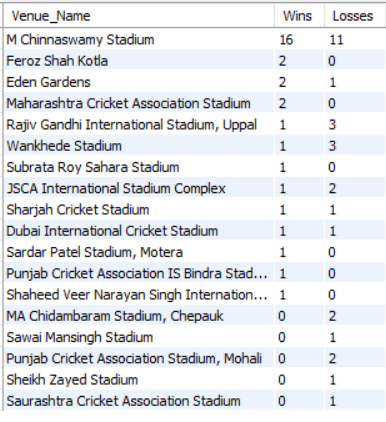 Venue_Name Wins Losses
M Chinnaswamy Stadium 16 11
Feroz Shah Kotla 2 0
Eden Gardens 2 1
Maharashtra Cricket Association Stadium 2 0
Rajiv Gandhi International Stadium, Uppal 1 3
Wankhede Stadium 1 3
Subrata Roy Sahara Stadium 1 0
JSCA International Stadium Complex 1 2
Sharjah Cricket Stadium 1 1
Dubai International Cricket Stadium 1 1
Sardar Patel Stadium, Motera 1 0
Punjab Cricket Association IS Bindra Stad... 1 0
Shaheed Veer Narayan Singh Internation... 1 0
MA Chidambaram Stadium, Chepauk 0 2
Sawai Mansingh Stadium 0 1
Punjab Cricket Association Stadium, Mohali 0 2
Sheikh Zayed Stadium 0 1
Saurashtra Cricket Association Stadium 0 1